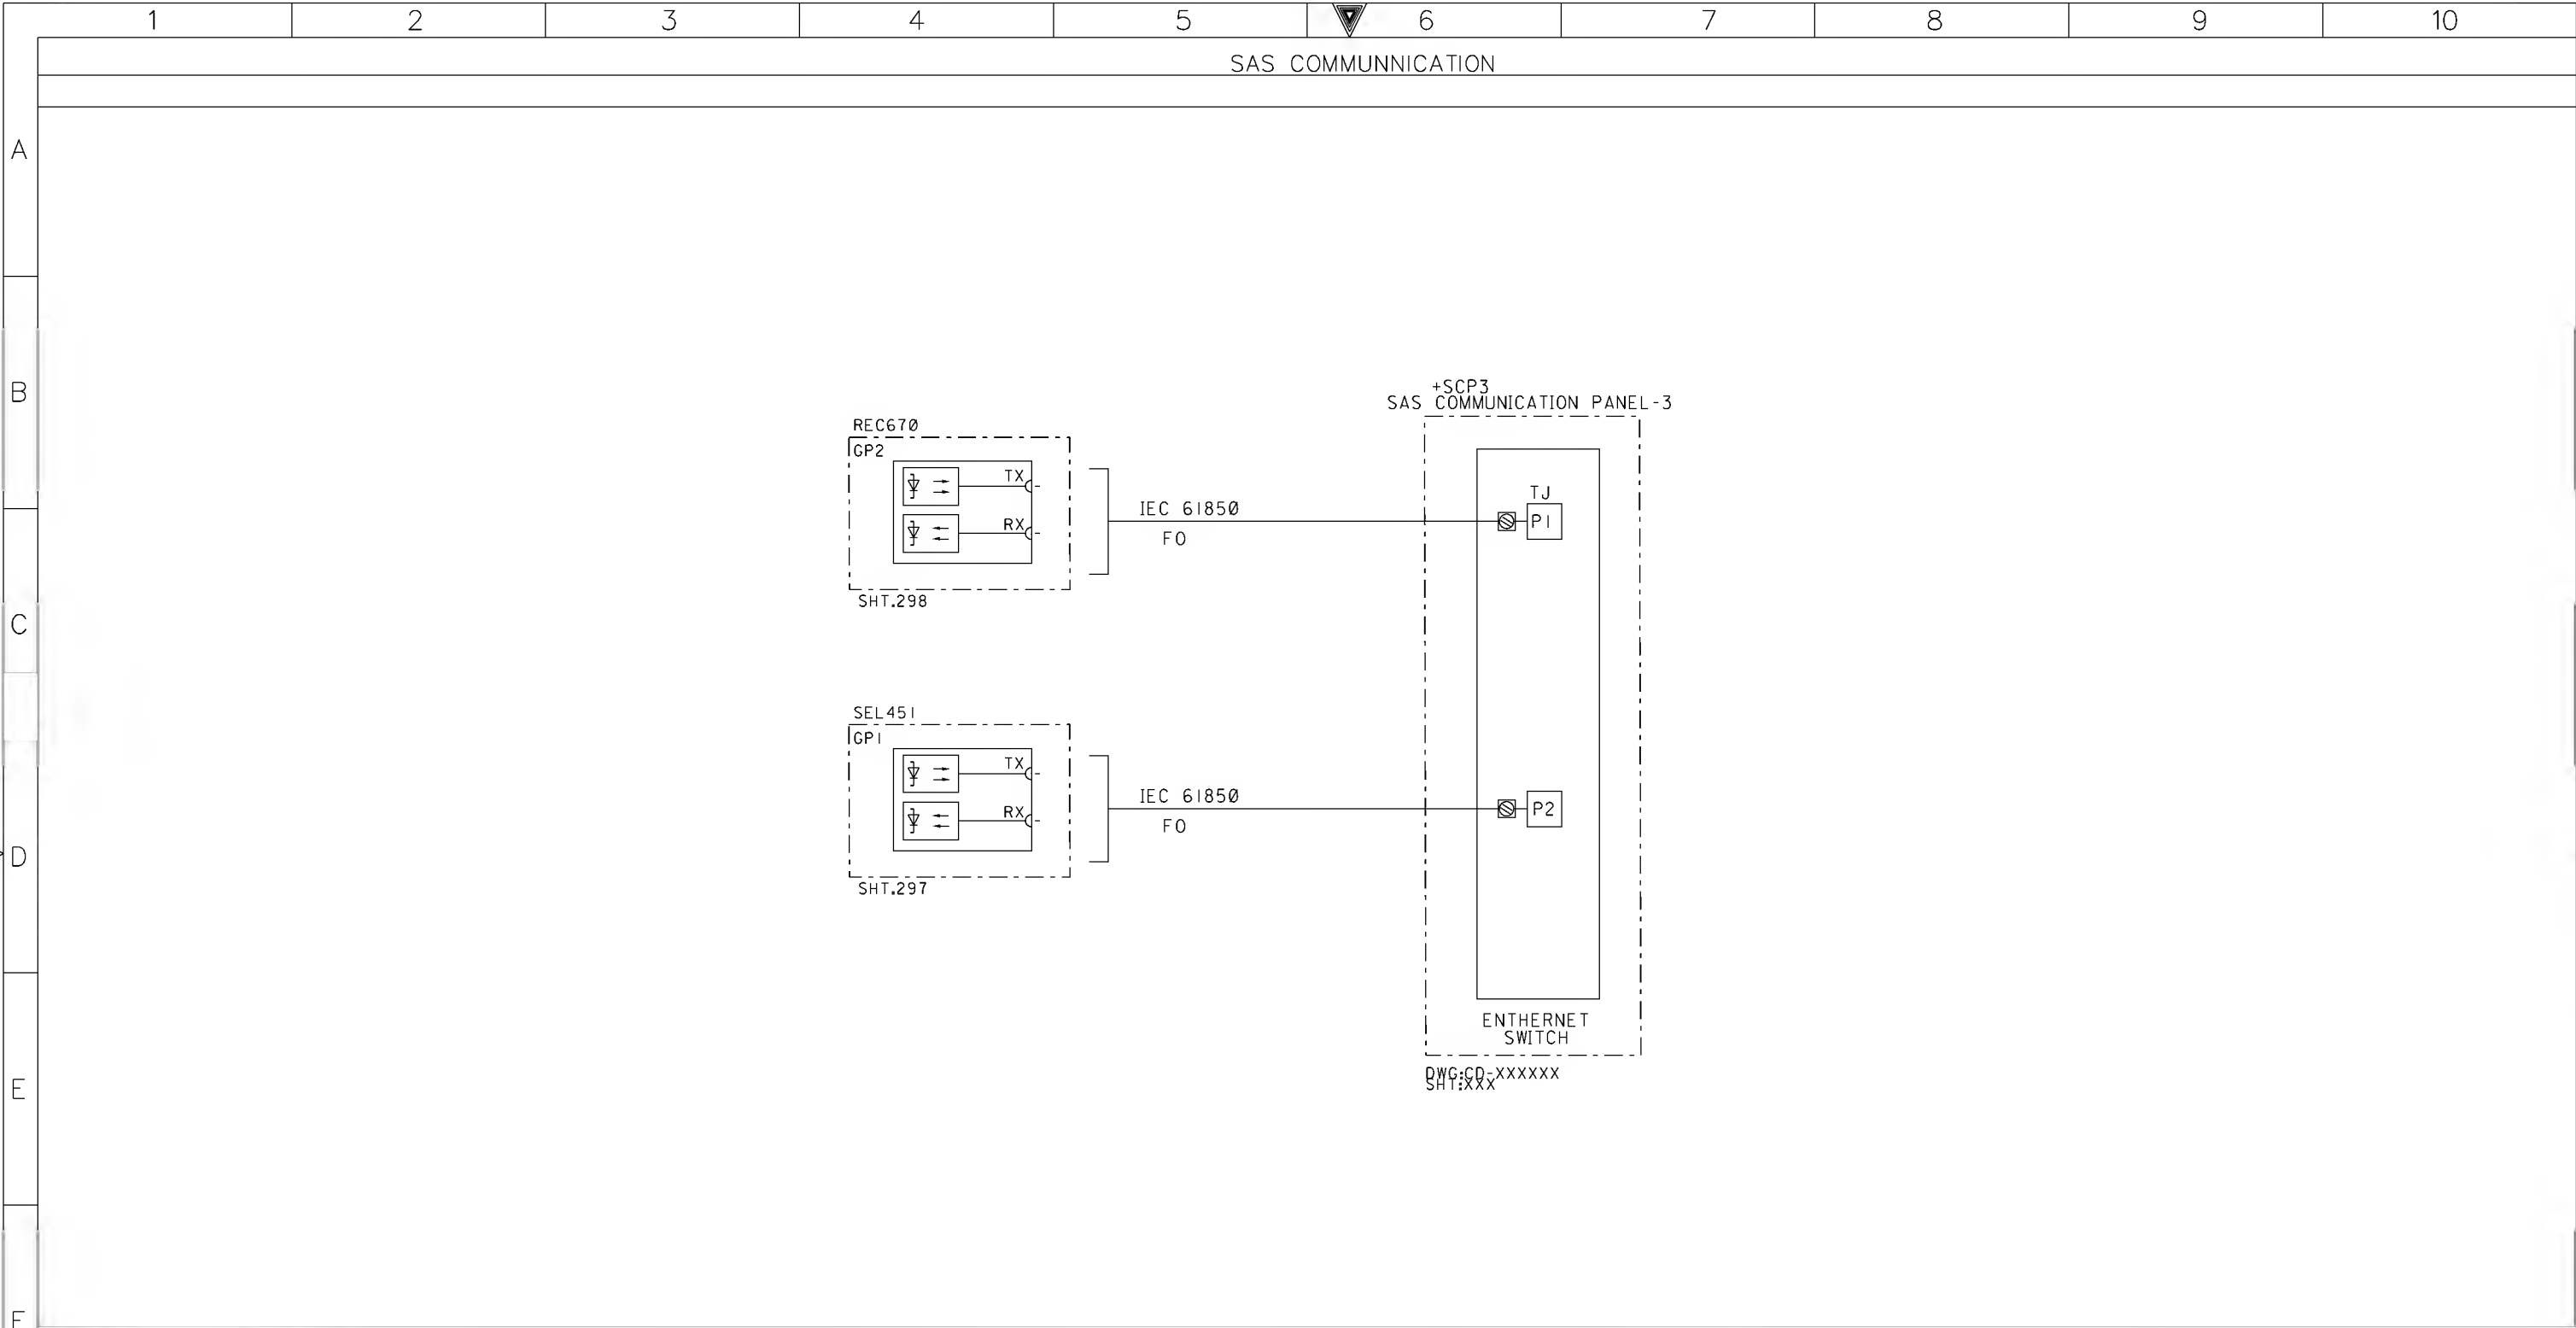 1 2 3 4 5 6 7 8 9 10
SAS COMMUNNICATION
A
B
+SCP3
SAS COMMUNICATION PANEL-3
REC670
GP2
TX
RX
SHT.298
IEC 61850
FO
TJ
P1
C
SEL451
GP1
TX
RX
SHT.297
IEC 61850
FO
P2
D
ENTHERNET
SWITCH
DWG:CD-XXXXXX
SHT:XXX
E
F